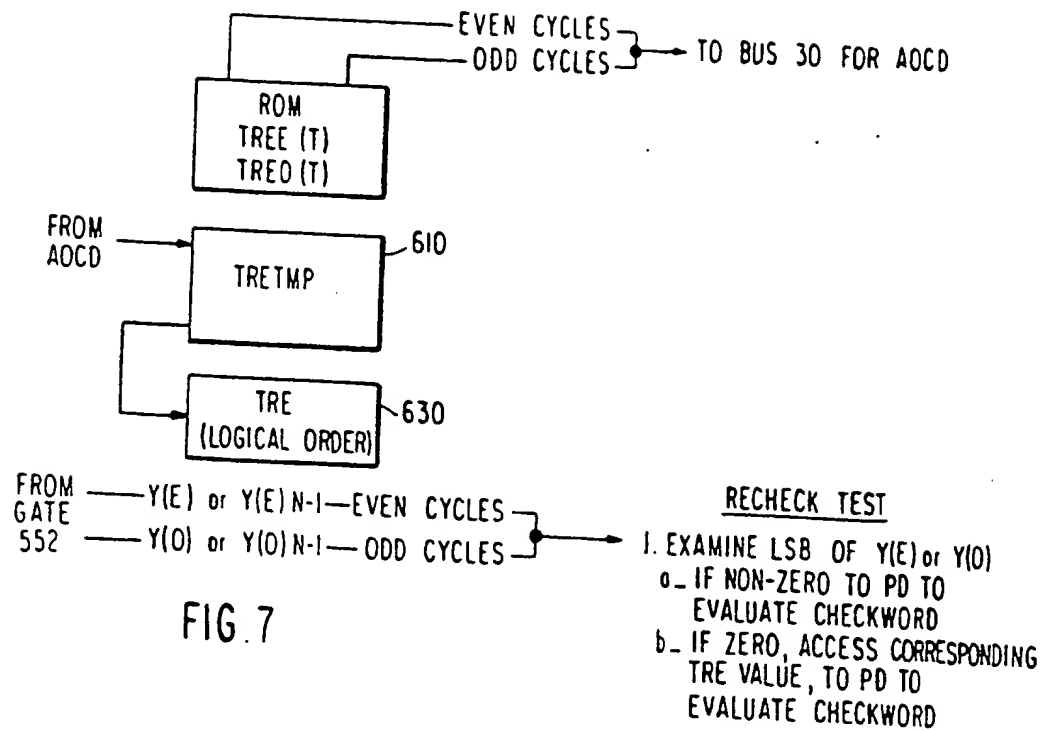 EVEN CYCLES
ODD CYCLES
TO BUS 30 FOR AOCD
ROM
TREE (T)
TREO (T)
FROM
AOCD
610
TRETMP
TRE
(LOGICAL ORDER)
630
FROM
GATE
552
Y(E) or Y(E) N-1 EVEN CYCLES
Y(O) or Y(O) N-1 ODD CYCLES
RECHECK TEST
1. EXAMINE LSB OF Y(E) or Y(O)
a_ IF NON-ZERO TO PD TO
EVALUATE CHECKWORD
b_ IF ZERO, ACCESS CORRESPONDING
TRE VALUE, TO PD TO
EVALUATE CHECKWORD
FIG. 7